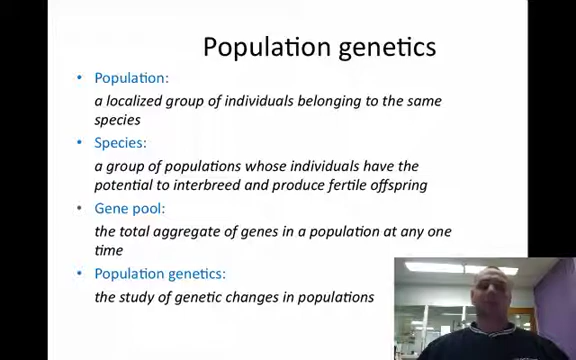 Population genetics
• Population:
a localized group of individuals belonging to the same
species
• Species:
a group of populations whose individuals have the
potential to interbreed and produce fertile offspring
• Gene pool:
the total aggregate of genes in a population at any one
time
• Population genetics:
the study of genetic changes in populations